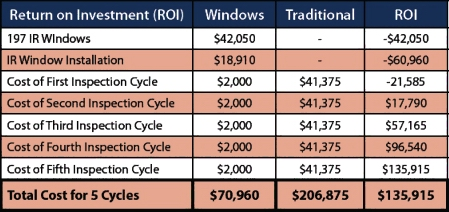 Return on Investment (ROI) Windows Traditional ROI
197 IR WIndows $42,050 - -$42,050
IR Window Installation $18,910 - -$60,960
Cost of First Inspection Cycle $2,000 $41,375 -21,585
Cost of Second Inspection Cycle $2,000 $41,375 $17,790
Cost of Third Inspection Cycle $2,000 $41,375 $57,165
Cost of Fourth Inspection Cycle $2,000 $41,375 $96,540
Cost of Fifth Inspection Cycle $2,000 $41,375 $135,915
Total Cost for 5 Cycles $70,960 $206,875 $135,915